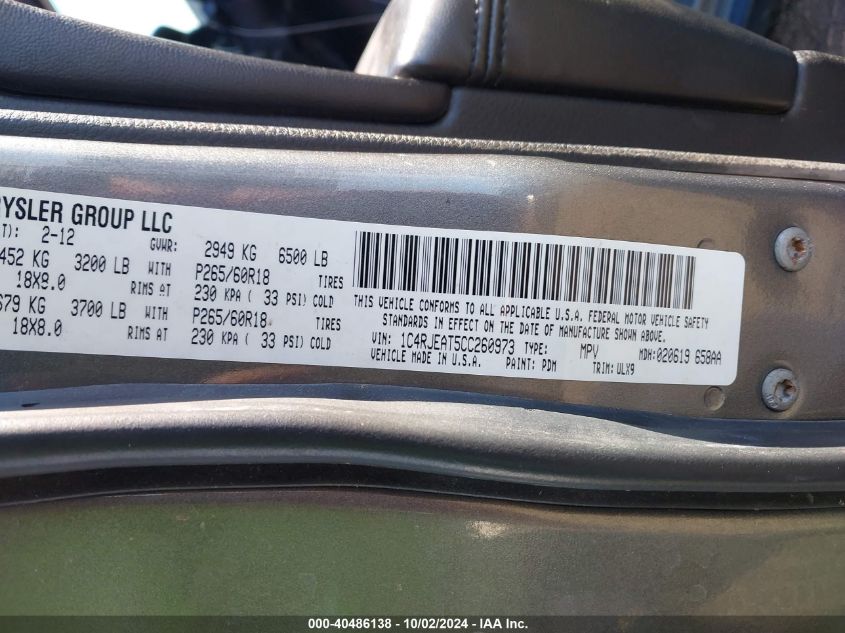 RYSLER GROUP LLC
T): 2-12 GVWR: 2949 KG 6500 LB
452 KG 3200 LB WITH P265/60R18 TIRES
18X8.0 RIMS AT 230 KPA ( 33 PSI) COLD
679 KG 3700 LB WITH P265/60R18 TIRES
18X8.0 RIMS AT 230 KPA ( 33 PSI) COLD
THIS VEHICLE CONFORMS TO ALL APPLICABLE U.S.A. FEDERAL MOTOR VEHICLE SAFETY
STANDARDS IN EFFECT ON THE DATE OF MANUFACTURE SHOWN ABOVE.
VIN: 1C4RJEAT5CC260973 TYPE: MPV MDH:020619 658AA
VEHICLE MADE IN U.S.A. PAINT: PDM TRIM:ULX9
000-40486138 - 10/02/2024 - IAA Inc.